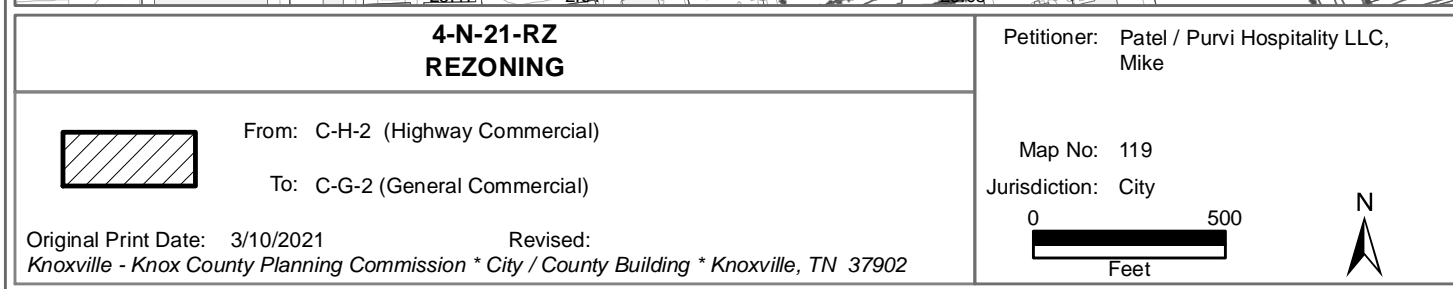 4-N-21-RZ
REZONING
From: C-H-2 (Highway Commercial)
To: C-G-2 (General Commercial)
Original Print Date: 3/10/2021 Revised:
Knoxville - Knox County Planning Commission * City / County Building * Knoxville, TN 37902
Petitioner: Patel / Purvi Hospitality LLC,
Mike
Map No: 119
Jurisdiction: City
0 500
Feet
N